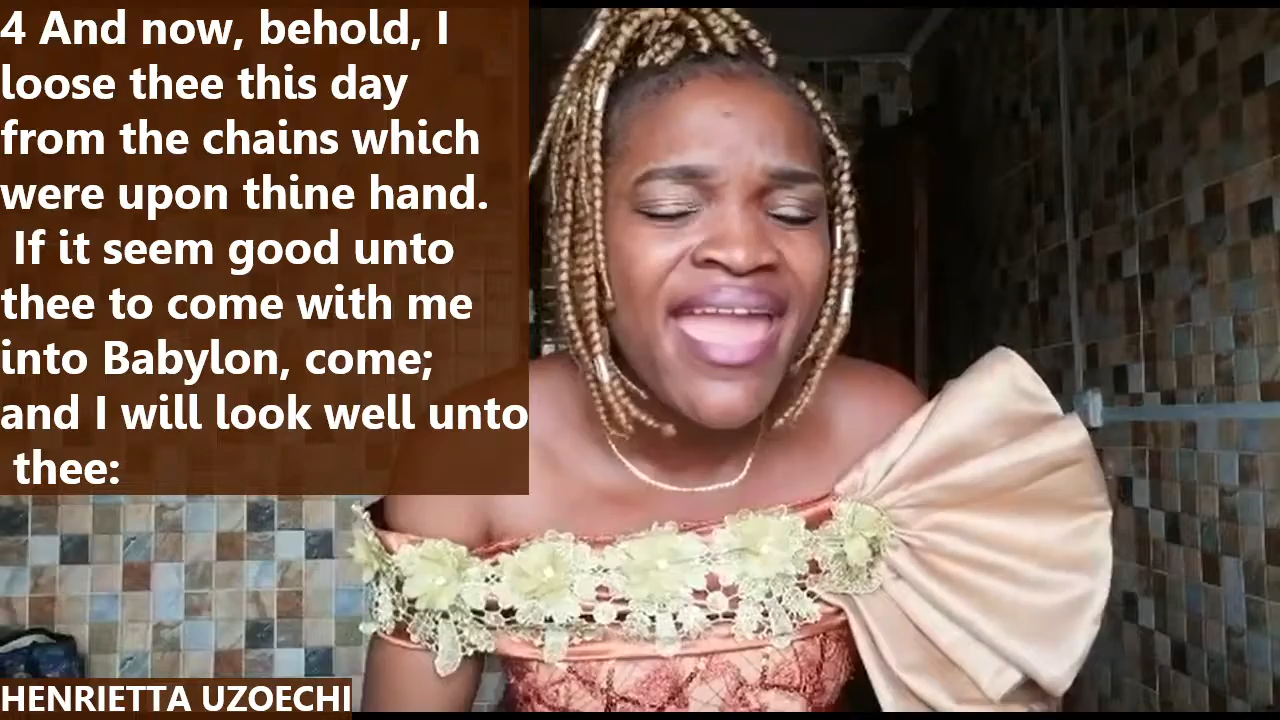 4 And now, behold, I
loose thee this day
from the chains which
were upon thine hand.
If it seem good unto
thee to come with me
into Babylon, come;
and I will look well unto
thee:
HENRIETTA UZOECHI